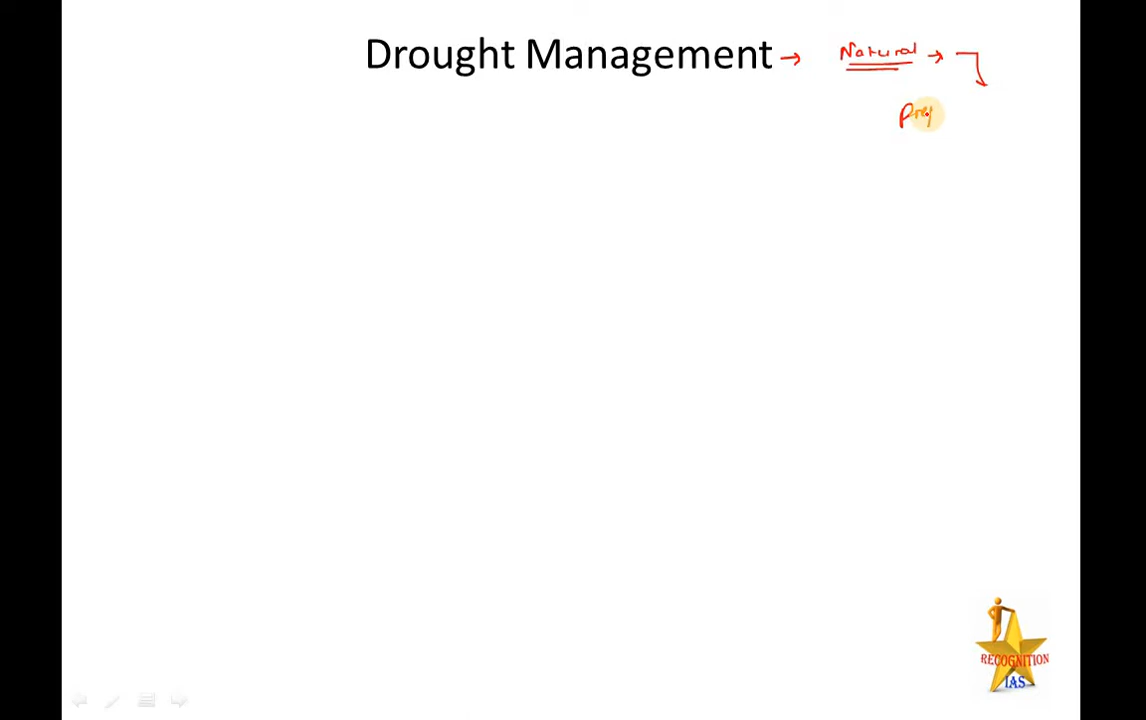 Drought Management → Natural →
RECOGNITION
IAS